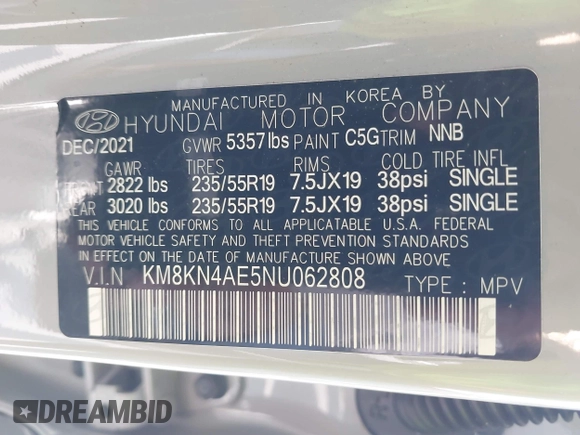 MANUFACTURED IN KOREA BY
HYUNDAI MOTOR COMPANY
DEC/2021 GVWR 5357 lbs PAINT C5G TRIM NNB
GAWR TIRES RIMS COLD TIRE INFL
2822 lbs 235/55R19 7.5JX19 38psi SINGLE
3020 lbs 235/55R19 7.5JX19 38psi SINGLE
THIS VEHICLE CONFORMS TO ALL APPLICATABLE U.S.A. FEDERAL
MOTOR VEHICLE SAFETY AND THEFT PREVENTION STANDARDS
IN EFFECT ON THE DATE OF MANUFACTURE SHOWN ABOVE
V.I.N KM8KN4AE5NU062808 TYPE : MPV
DREAMBID